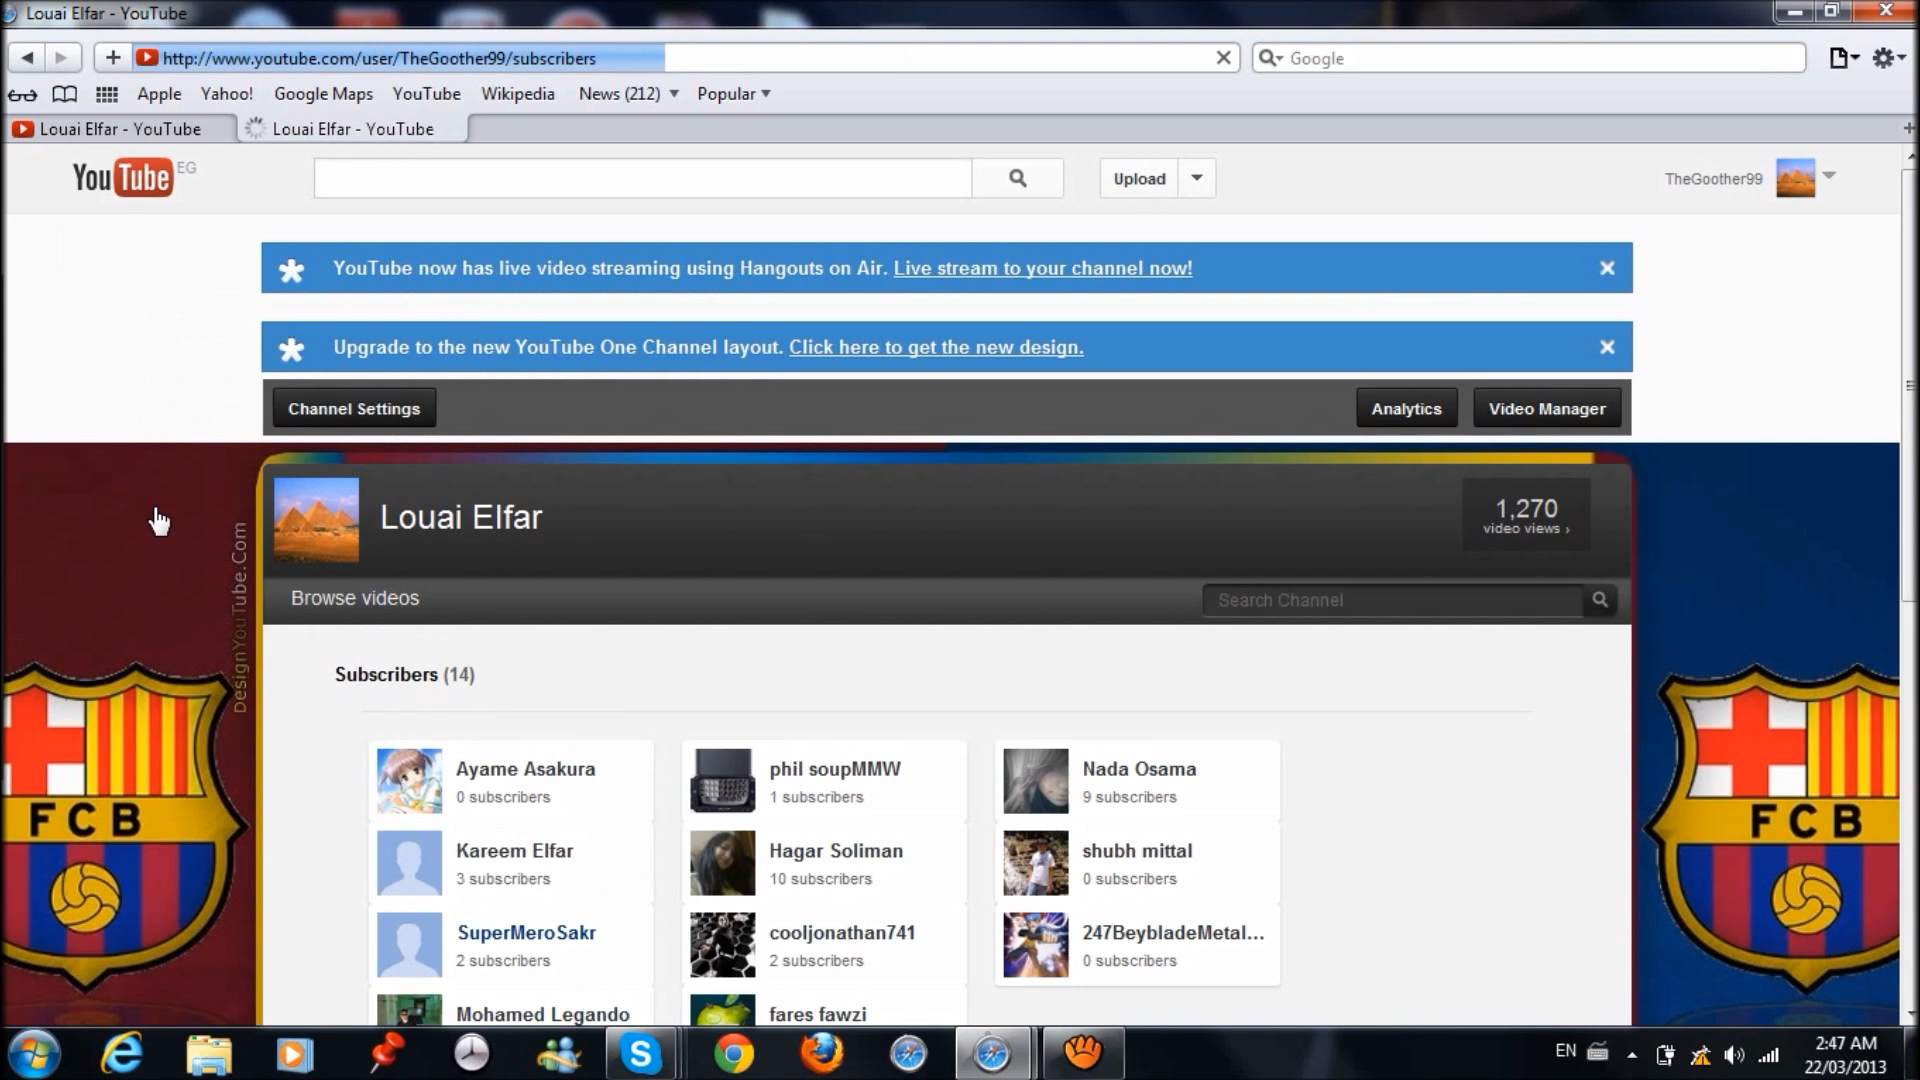 Louai Elfar - YouTube
http://www.youtube.com/user/TheGoother99/subscribers
Google
Apple Yahoo! Google Maps YouTube Wikipedia News (212) Popular
Louai Elfar - YouTube
Louai Elfar - YouTube
YouTube EG
Upload
TheGoother99
YouTube now has live video streaming using Hangouts on Air. Live stream to your channel now!
Upgrade to the new YouTube One Channel layout. Click here to get the new design.
Channel Settings
Analytics
Video Manager
Louai Elfar
1,270
video views ›
Browse videos
Search Channel
DesignYouTube.Com
Subscribers (14)
Ayame Asakura
0 subscribers
phil soupMMW
1 subscribers
Nada Osama
9 subscribers
Kareem Elfar
3 subscribers
Hagar Soliman
10 subscribers
shubh mittal
0 subscribers
SuperMeroSakr
2 subscribers
cooljonathan741
2 subscribers
247BeybladeMetal...
0 subscribers
Mohamed Legando
fares fawzi
FCB
FCB
EN
2:47 AM
22/03/2013